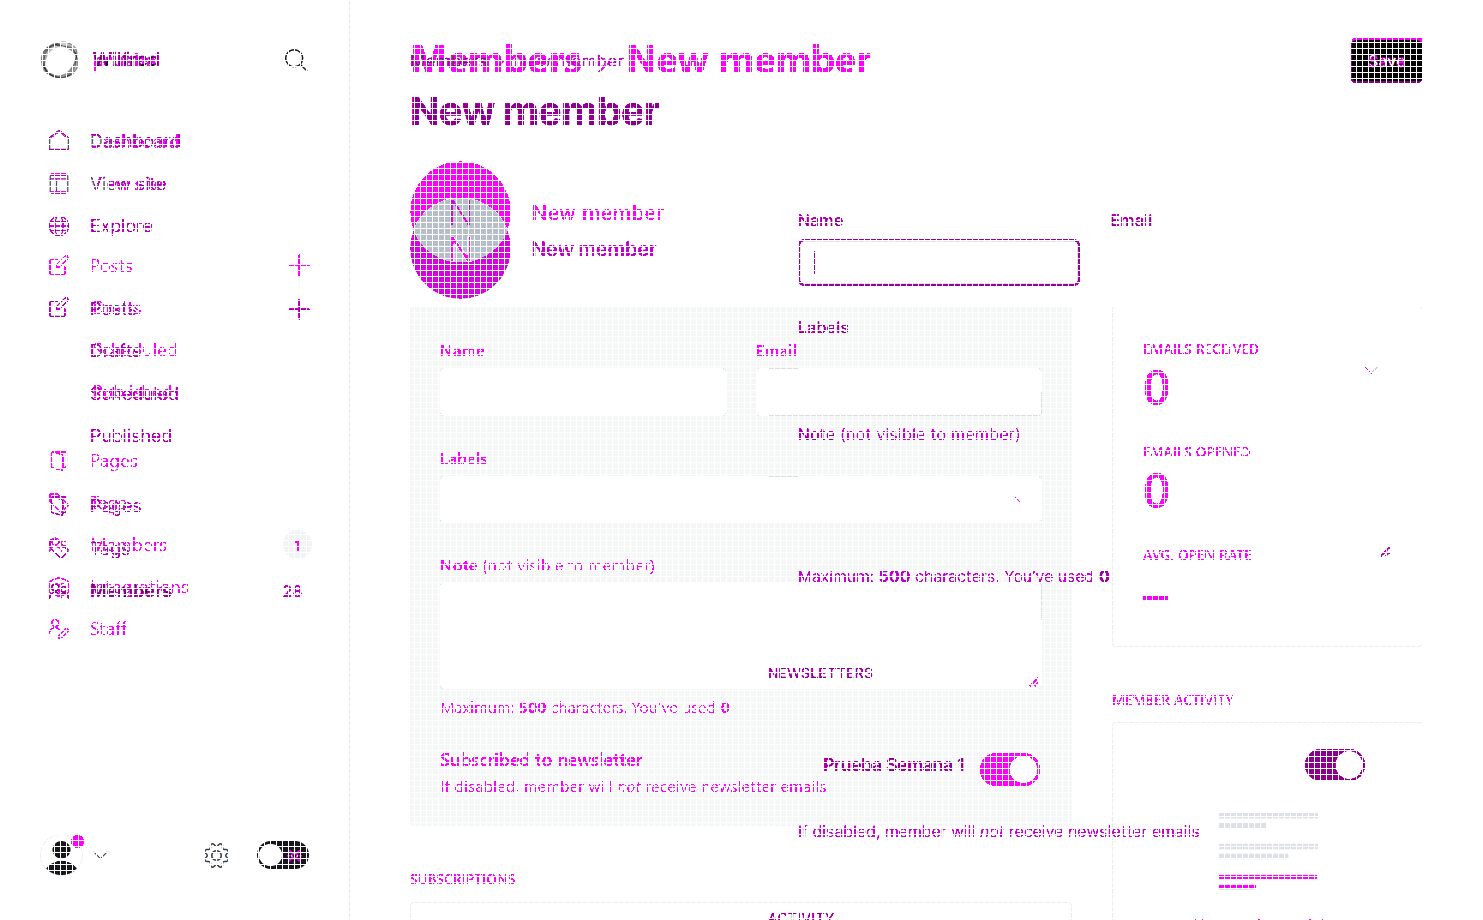 Members
New member
Save
New member
Dashboard
View site
Explore
New member
Name
Email
New member
Posts
Posts
Labels
EMAILS RECEIVED
Name
Email
0
Scheduled
Published
Note (not visible to member)
EMAILS OPENED
Pages
Labels
0
Pages
Members
1
AVG. OPEN RATE
Note (not visible to member)
Maximum: 500 characters. You've used 0
Members
28
Staff
NEWSLETTERS
MEMBER ACTIVITY
Maximum: 500 characters. You've used 0
Subscribed to newsletter
Prueba Semana 1
If disabled, member will not receive newsletter emails
If disabled, member will not receive newsletter emails
SUBSCRIPTIONS
ACTIVITY